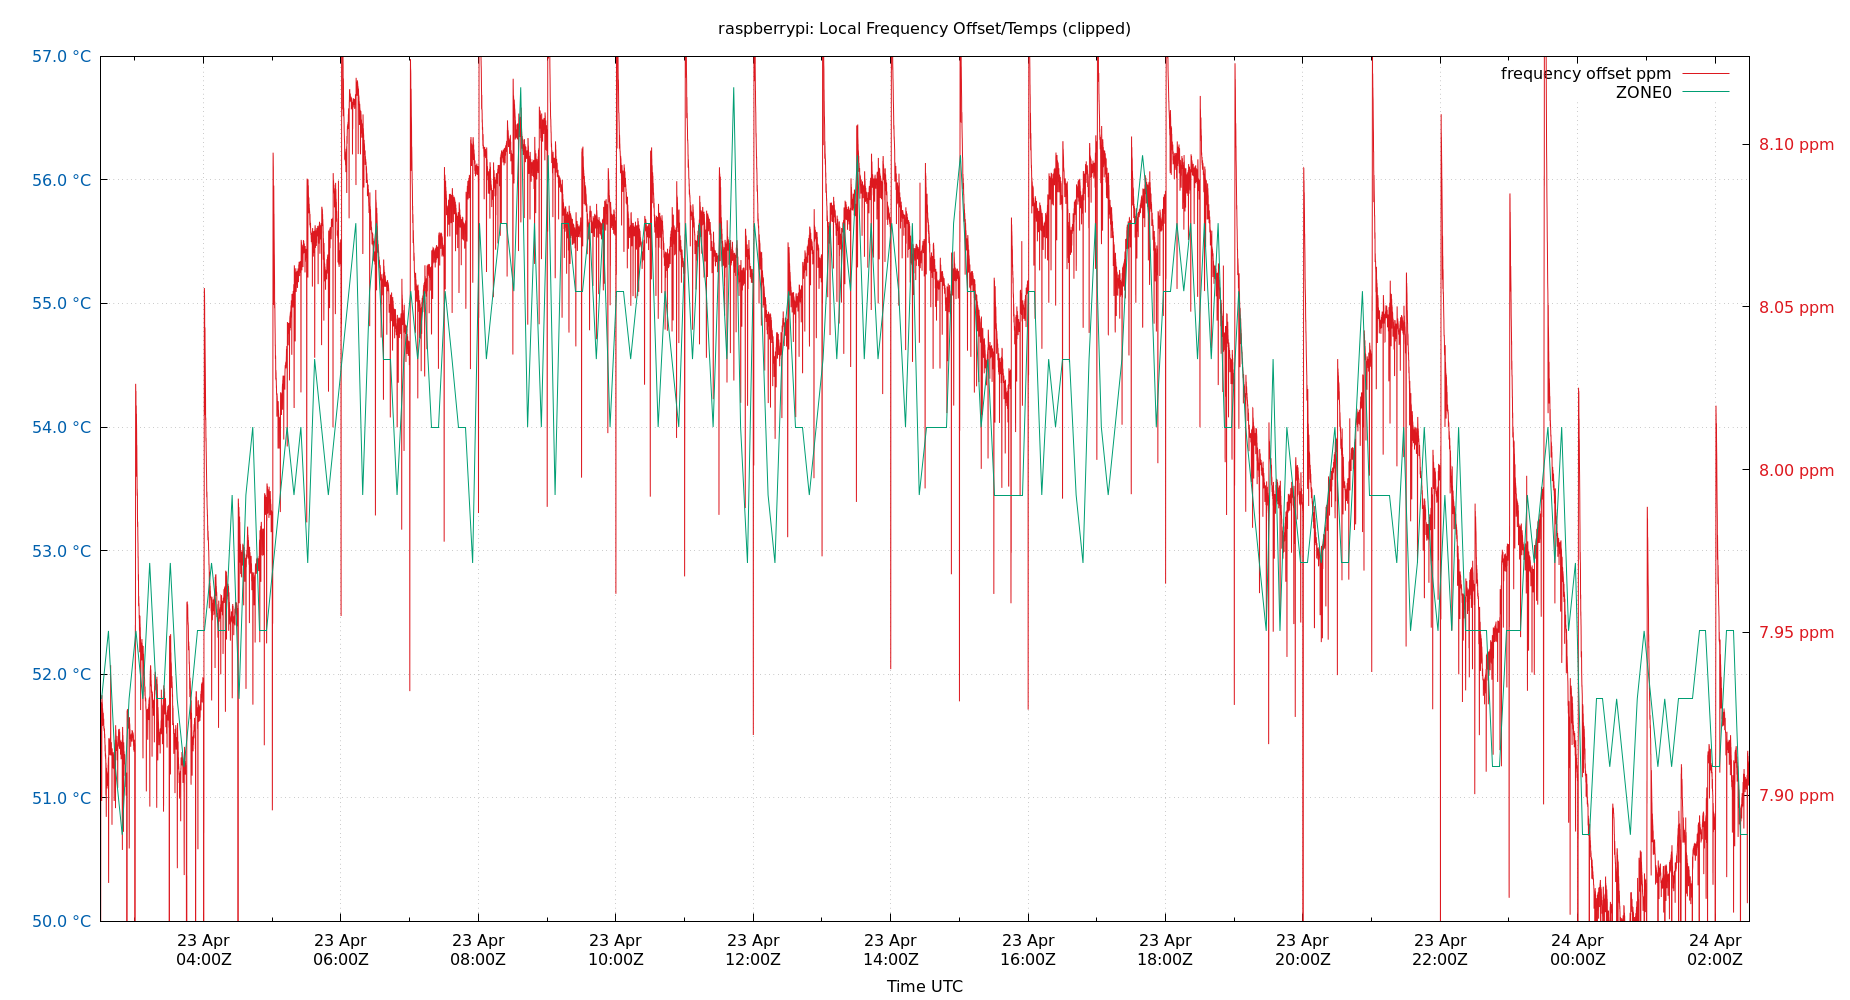 raspberrypi: Local Frequency Offset/Temps (clipped)
frequency offset ppm
ZONE0
57.0 °C
56.0 °C
55.0 °C
54.0 °C
53.0 °C
52.0 °C
51.0 °C
50.0 °C
8.10 ppm
8.05 ppm
8.00 ppm
7.95 ppm
7.90 ppm
23 Apr 23 Apr 23 Apr 23 Apr 23 Apr 23 Apr 23 Apr 23 Apr 23 Apr 23 Apr 24 Apr 24 Apr
04:00Z 06:00Z 08:00Z 10:00Z 12:00Z 14:00Z 16:00Z 18:00Z 20:00Z 22:00Z 00:00Z 02:00Z
Time UTC